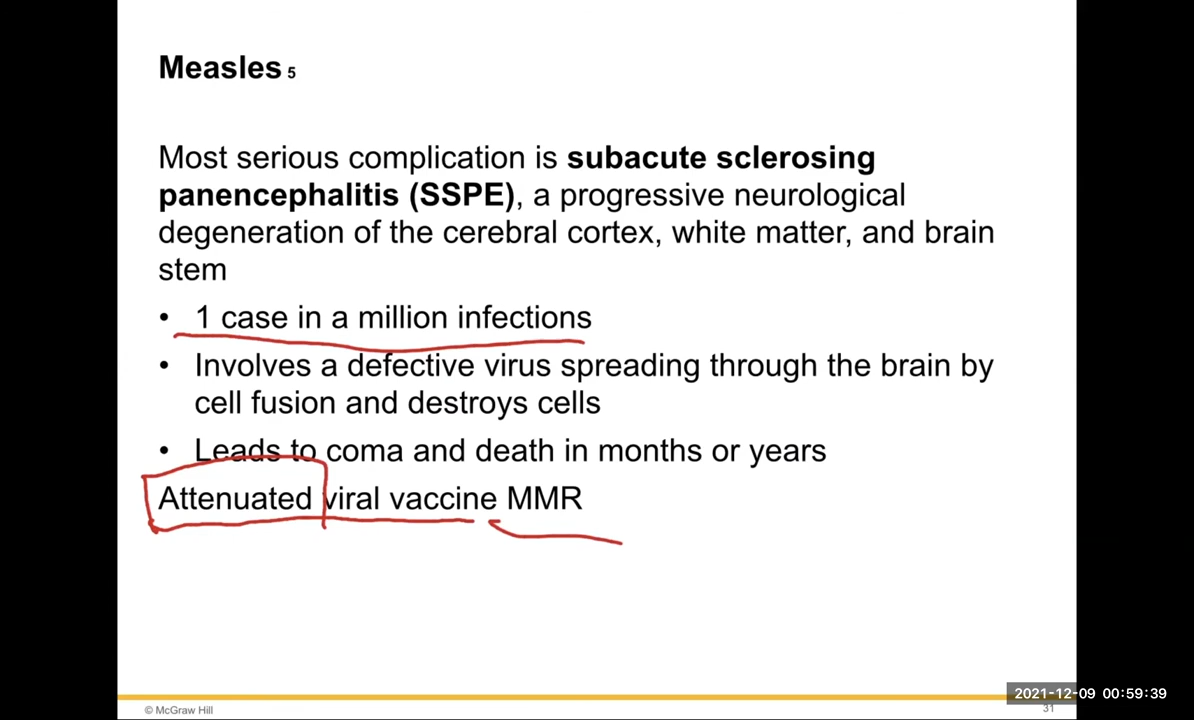 Measles 5
Most serious complication is subacute sclerosing
panencephalitis (SSPE), a progressive neurological
degeneration of the cerebral cortex, white matter, and brain
stem
• 1 case in a million infections
• Involves a defective virus spreading through the brain by
cell fusion and destroys cells
• Leads to coma and death in months or years
Attenuated viral vaccine MMR
2021-12-09 00:59:39
© McGraw Hill
31